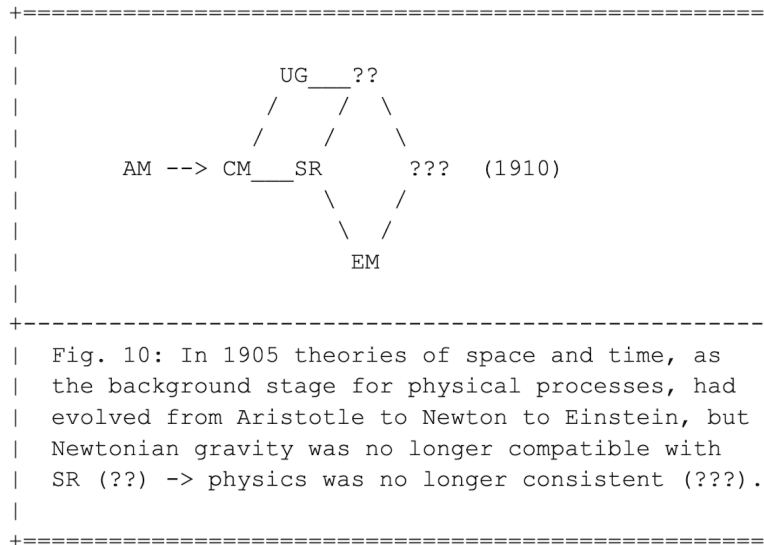 +====================================================
|
|                   UG___??
|                  /     /  \
|                 /     /    \
|       AM --> CM___SR      ???  (1910)
|                      \    /
|                       \  /
|                        EM
|
+----------------------------------------------------
|  Fig. 10: In 1905 theories of space and time, as
|  the background stage for physical processes, had
|  evolved from Aristotle to Newton to Einstein, but
|  Newtonian gravity was no longer compatible with
|  SR (??) -> physics was no longer consistent (???).
|
+====================================================